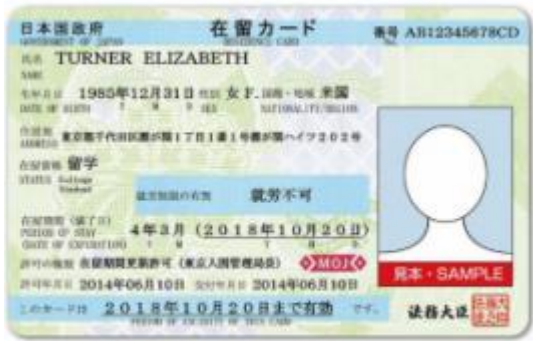 日本国政府 在留カード 番号 AB12345678CD
GOVERNMENT OF JAPAN RESIDENCE CARD NO.
氏名 TURNER ELIZABETH
NAME
生年月日 1985年12月31日 性別 女 F. 国籍・地域 米国
DATE OF BIRTH Y M D SEX NATIONALITY/REGION
住居地 東京都千代田区霞が関1丁目1番1号霞が関ハイツ202号
ADDRESS
在留資格 留学
STATUS College Student
就労制限の有無 就労不可
在留期間(満了日) 4年3月(2018年10月20日)
PERIOD OF STAY
(DATE OF EXPIRATION) Y M Y M D
許可の種類 在留期間更新許可(東京入国管理局長) MOJ
見本・SAMPLE
許可年月日 2014年06月10日 交付年月日 2014年06月10日
このカードは 2018年10月20日まで有効 です。
PERIOD OF VALIDITY OF THIS CARD
法務大臣